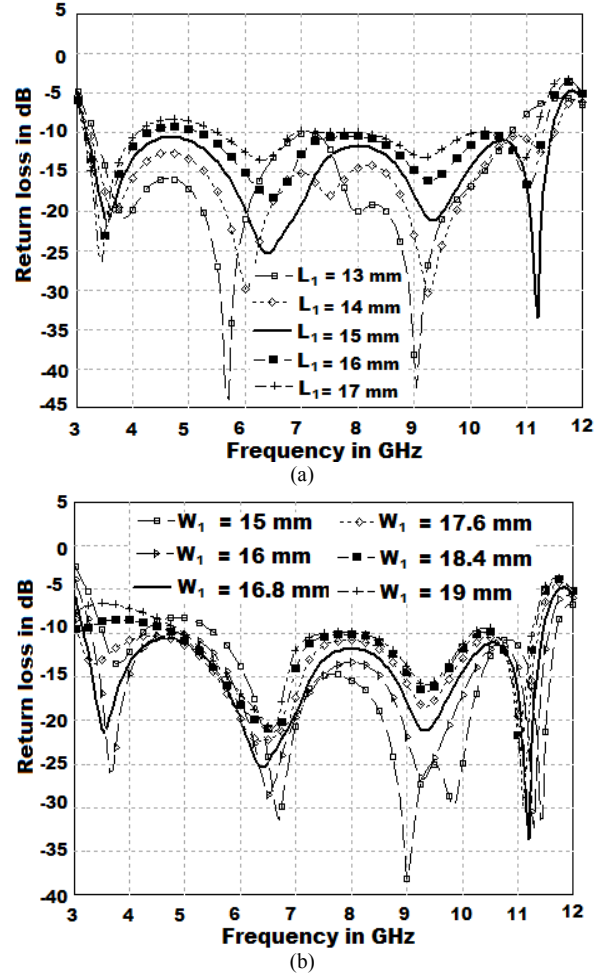 5
0
-5
-10
-15
-20
-25
-30
-35
-40
-45
Return loss in dB
L1 = 13 mm
L1 = 14 mm
L1 = 15 mm
L1 = 16 mm
L1 = 17 mm
3 4 5 6 7 8 9 10 11 12
Frequency in GHz
(a)
5
0
-5
-10
-15
-20
-25
-30
-35
-40
Return loss in dB
W1 = 15 mm W1 = 17.6 mm
W1 = 16 mm W1 = 18.4 mm
W1 = 16.8 mm W1 = 19 mm
3 4 5 6 7 8 9 10 11 12
Frequency in GHz
(b)